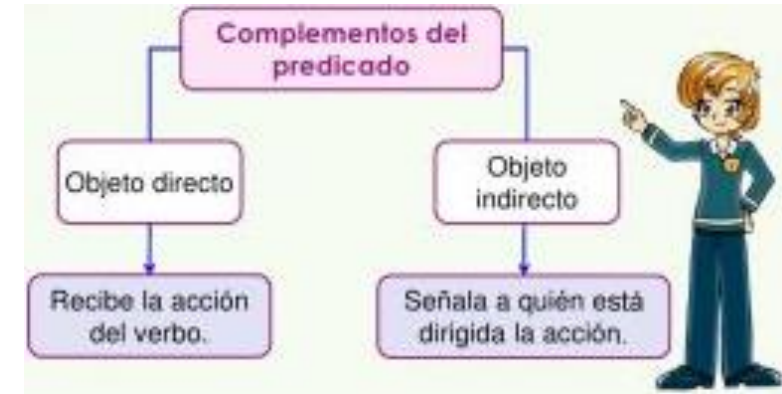 Complementos del
predicado
Objeto directo
Objeto
indirecto
Recibe la acción
del verbo.
Señala a quién está
dirigida la acción.